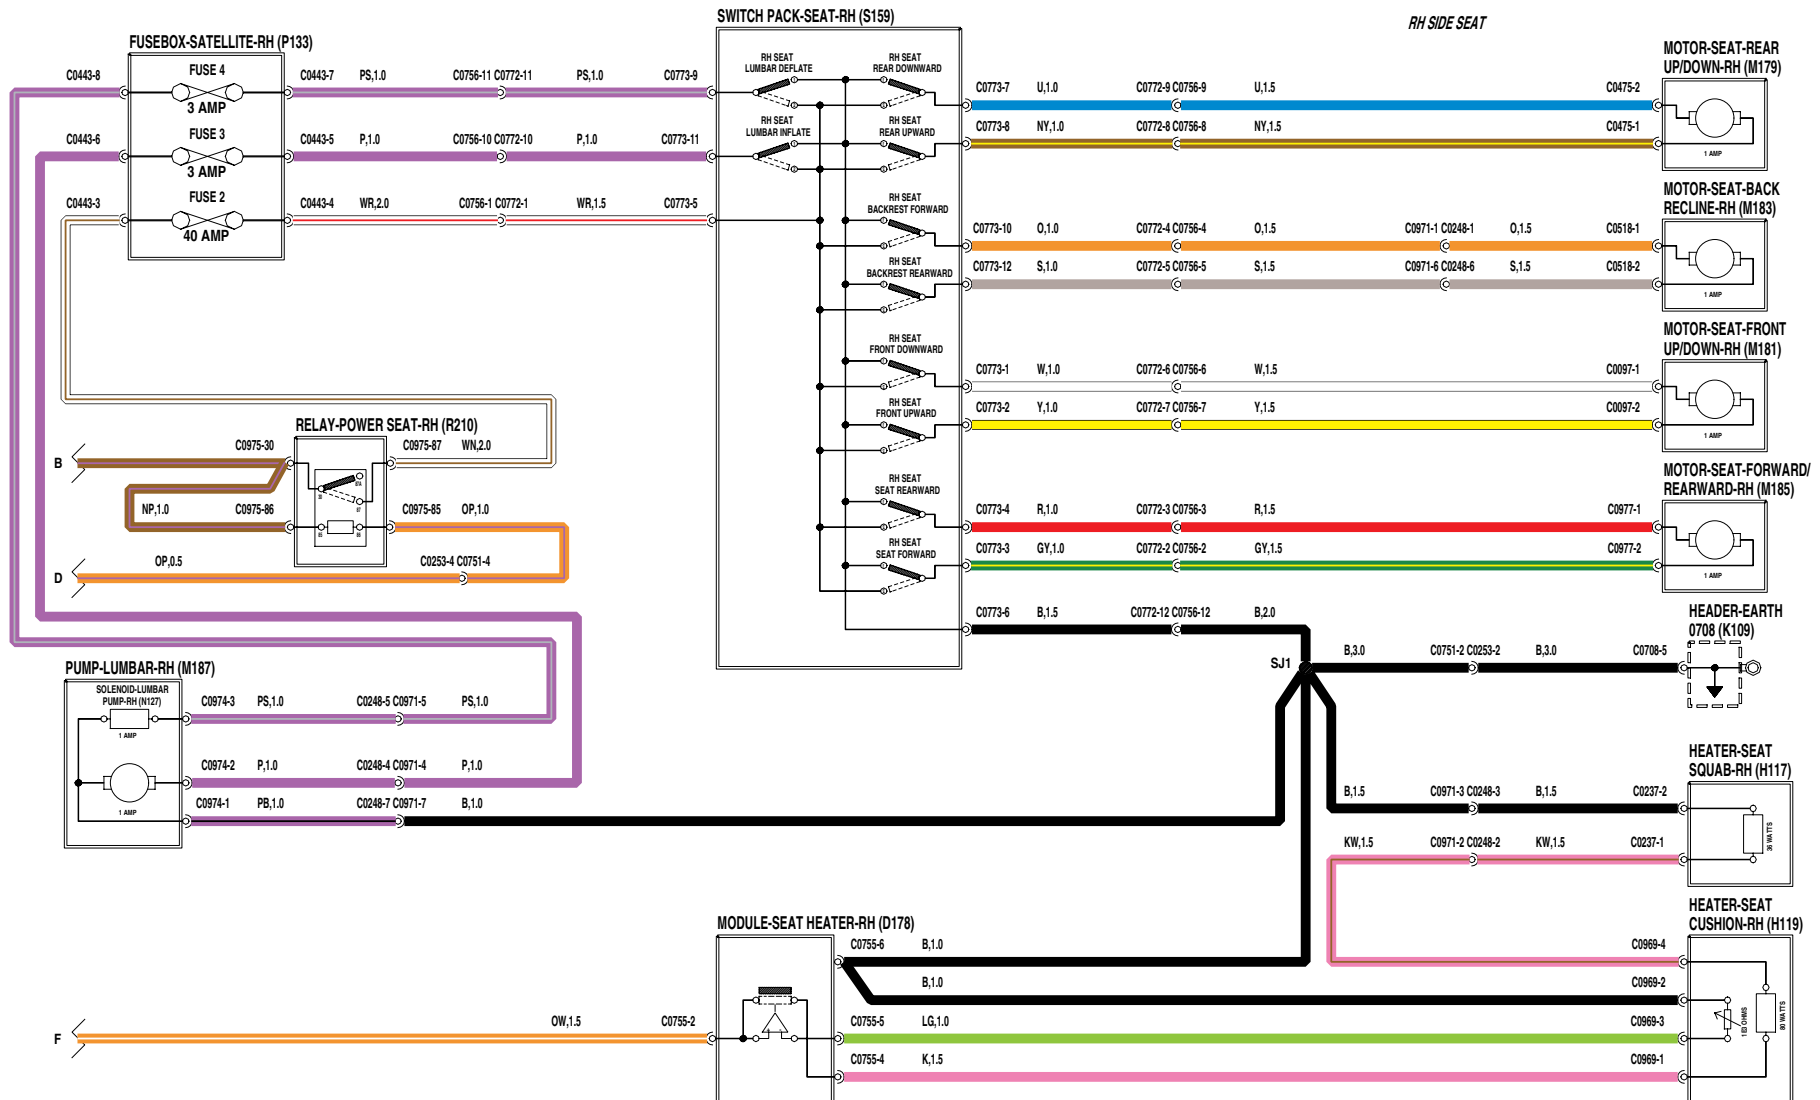 RH SIDE SEAT
SWITCH PACK-SEAT-RH (S159)
FUSEBOX-SATELLITE-RH (P133)
FUSE 4
3 AMP
FUSE 3
3 AMP
FUSE 2
40 AMP
C0443-8
C0443-7 PS,1.0 C0756-11 C0772-11 PS,1.0 C0773-9
C0443-6
C0443-5 P,1.0 C0756-10 C0772-10 P,1.0 C0773-11
C0443-3
C0443-4 WR,2.0 C0756-1 C0772-1 WR,1.5 C0773-5
RH SEAT
LUMBAR DEFLATE
RH SEAT
LUMBAR INFLATE
RH SEAT
REAR DOWNWARD
RH SEAT
REAR UPWARD
RH SEAT
BACKREST FORWARD
RH SEAT
BACKREST REARWARD
RH SEAT
FRONT DOWNWARD
RH SEAT
FRONT UPWARD
RH SEAT
SEAT REARWARD
RH SEAT
SEAT FORWARD
MOTOR-SEAT-REAR
UP/DOWN-RH (M179)
C0773-7 U,1.0 C0772-9 C0756-9 U,1.5 C0475-2
C0773-8 NY,1.0 C0772-8 C0756-8 NY,1.5 C0475-1
1 AMP
MOTOR-SEAT-BACK
RECLINE-RH (M183)
C0773-10 O,1.0 C0772-4 C0756-4 O,1.5 C0971-1 C0248-1 O,1.5 C0518-1
C0773-12 S,1.0 C0772-5 C0756-5 S,1.5 C0971-6 C0248-6 S,1.5 C0518-2
1 AMP
MOTOR-SEAT-FRONT
UP/DOWN-RH (M181)
C0773-1 W,1.0 C0772-6 C0756-6 W,1.5 C0097-1
C0773-2 Y,1.0 C0772-7 C0756-7 Y,1.5 C0097-2
1 AMP
MOTOR-SEAT-FORWARD/
REARWARD-RH (M185)
C0773-4 R,1.0 C0772-3 C0756-3 R,1.5 C0977-1
C0773-3 GY,1.0 C0772-2 C0756-2 GY,1.5 C0977-2
1 AMP
C0773-6 B,1.5 C0772-12 C0756-12 B,2.0
SJ1
HEADER-EARTH
0708 (K109)
B,3.0 C0751-2 C0253-2 B,3.0 C0708-5
RELAY-POWER SEAT-RH (R210)
B
C0975-30
C0975-87 WN,2.0
30
87A
87
85
86
NP,1.0 C0975-86
C0975-85 OP,1.0
D
OP,0.5 C0253-4 C0751-4
PUMP-LUMBAR-RH (M187)
SOLENOID-LUMBAR
PUMP-RH (N127)
1 AMP
1 AMP
C0974-3 PS,1.0 C0248-5 C0971-5 PS,1.0
C0974-2 P,1.0 C0248-4 C0971-4 P,1.0
C0974-1 PB,1.0 C0248-7 C0971-7 B,1.0
HEATER-SEAT
SQUAB-RH (H117)
B,1.5 C0971-3 C0248-3 B,1.5 C0237-2
KW,1.5 C0971-2 C0248-2 KW,1.5 C0237-1
36 WATTS
HEATER-SEAT
CUSHION-RH (H119)
C0969-4
C0969-2
C0969-3
C0969-1
80 WATTS
MODULE-SEAT HEATER-RH (D178)
C0755-6 B,1.0
B,1.0
C0755-5 LG,1.0
C0755-4 K,1.5
F
OW,1.5 C0755-2